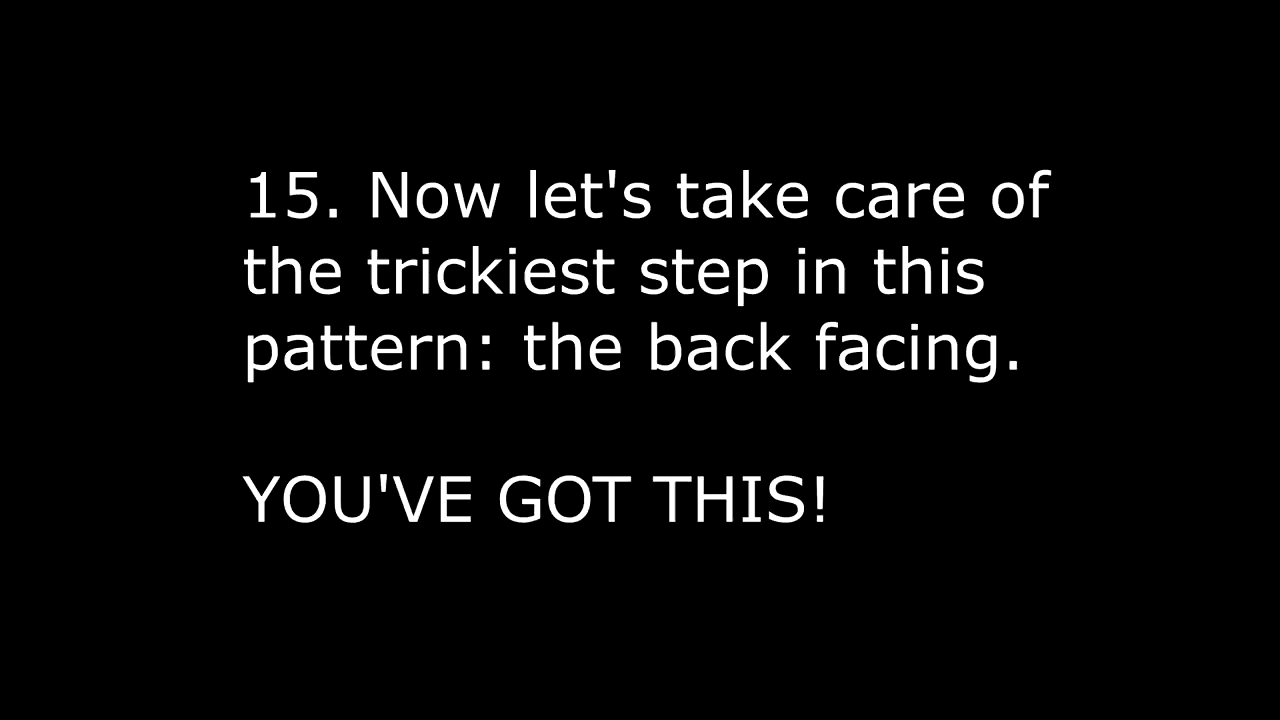 15. Now let's take care of
the trickiest step in this
pattern: the back facing.
YOU'VE GOT THIS!